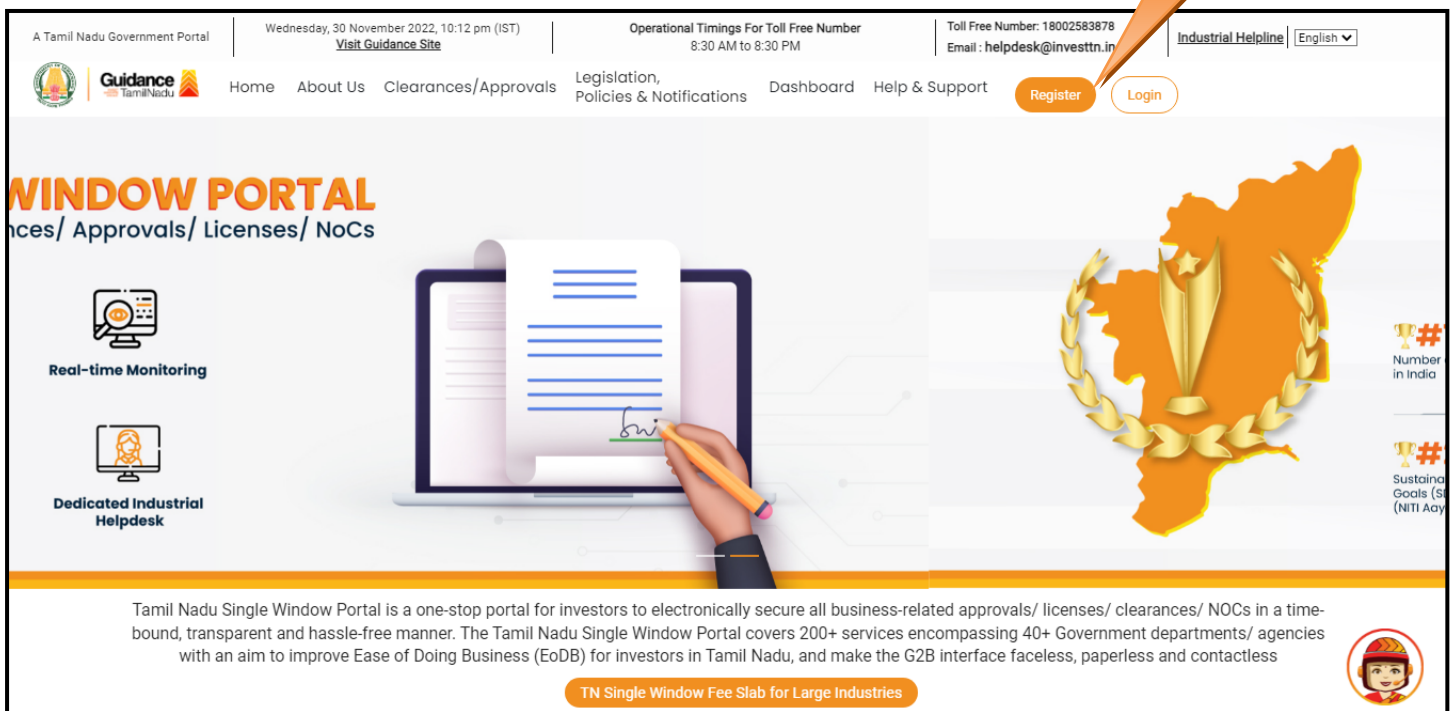 A Tamil Nadu Government Portal
Wednesday, 30 November 2022, 10:12 pm (IST)
Visit Guidance Site
Operational Timings For Toll Free Number
8:30 AM to 8:30 PM
Toll Free Number: 18002583878
Email : helpdesk@investtn.in
Industrial Helpline
English
Guidance
TamilNadu
Home
About Us
Clearances/Approvals
Legislation,
Policies & Notifications
Dashboard
Help & Support
Register
Login
WINDOW PORTAL
nces/ Approvals/ Licenses/ NoCs
Real-time Monitoring
Dedicated Industrial
Helpdesk
#
Number
in India
#
Sustaina
Goals (S
(NITI Aay
Tamil Nadu Single Window Portal is a one-stop portal for investors to electronically secure all business-related approvals/ licenses/ clearances/ NOCs in a time-
bound, transparent and hassle-free manner. The Tamil Nadu Single Window Portal covers 200+ services encompassing 40+ Government departments/ agencies
with an aim to improve Ease of Doing Business (EoDB) for investors in Tamil Nadu, and make the G2B interface faceless, paperless and contactless
TN Single Window Fee Slab for Large Industries